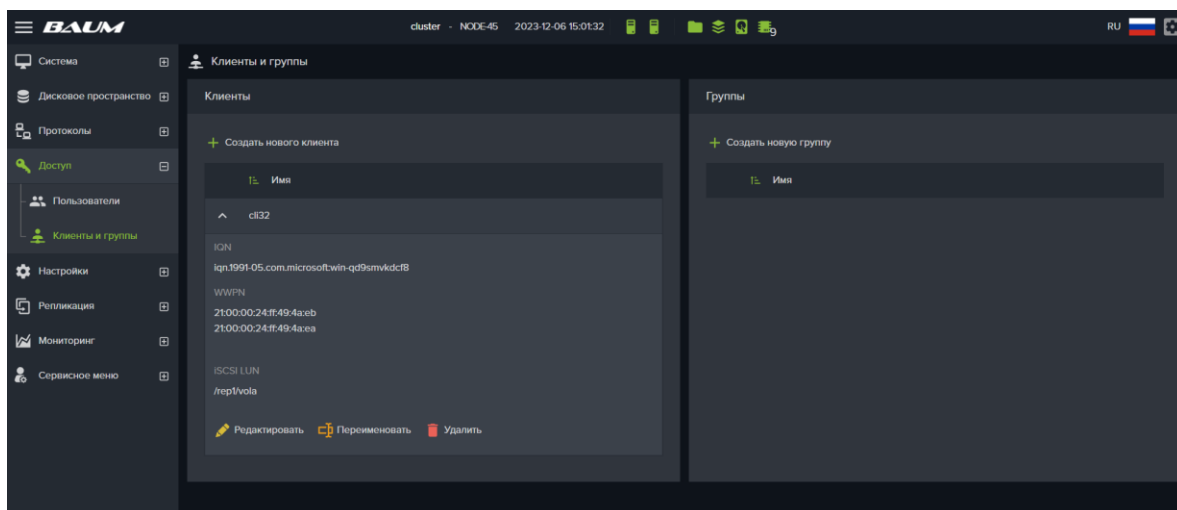 BAUM
cluster - NODE-45 2023-12-06 15:01:32 9 RU
Система
Дисковое пространство
Протоколы
Доступ
Пользователи
Клиенты и группы
Настройки
Репликация
Мониторинг
Сервисное меню
Клиенты и группы
Клиенты
Создать нового клиента
Имя
cli32
IQN
iqn.1991-05.com.microsoft:win-qd9smvkdcf8
WWPN
21:00:00:24:ff:49:4a:eb
21:00:00:24:ff:49:4a:ea
iSCSI LUN
/rep1/vola
Редактировать Переименовать Удалить
Группы
Создать новую группу
Имя